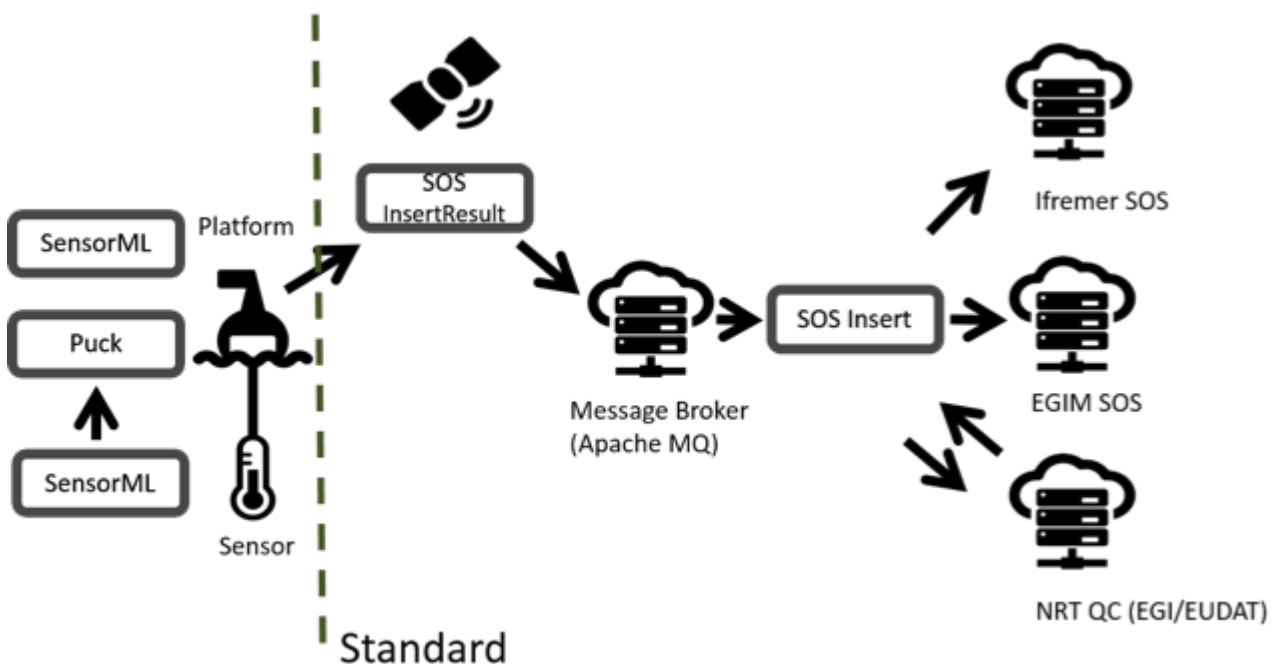 SensorML
Platform
Puck
SensorML
Sensor
Standard
SOS
InsertResult
Message Broker
(Apache MQ)
SOS Insert
Ifremer SOS
EGIM SOS
NRT QC (EGI/EUDAT)